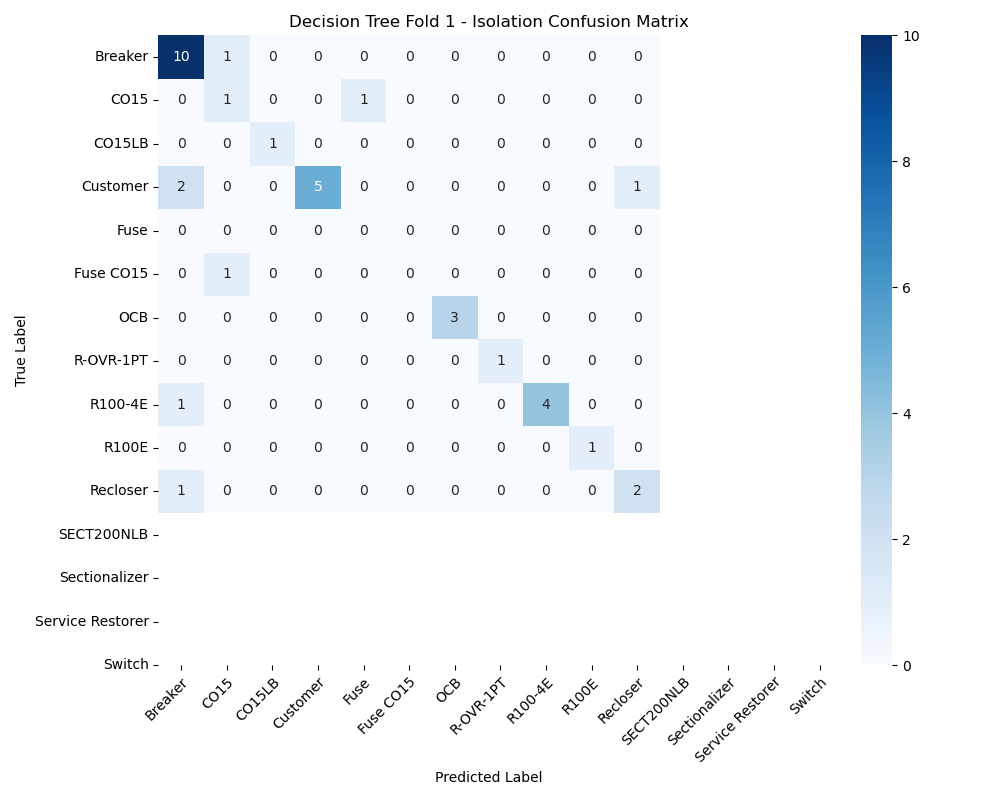 Decision Tree Fold 1 - Isolation Confusion Matrix
True Label
Breaker 10 1 0 0 0 0 0 0 0 0 0
CO15 0 1 0 0 1 0 0 0 0 0 0
CO15LB 0 0 1 0 0 0 0 0 0 0 0
Customer 2 0 0 5 0 0 0 0 0 0 1
Fuse 0 0 0 0 0 0 0 0 0 0 0
Fuse CO15 0 1 0 0 0 0 0 0 0 0 0
OCB 0 0 0 0 0 0 3 0 0 0 0
R-OVR-1PT 0 0 0 0 0 0 0 1 0 0 0
R100-4E 1 0 0 0 0 0 0 0 4 0 0
R100E 0 0 0 0 0 0 0 0 0 1 0
Recloser 1 0 0 0 0 0 0 0 0 0 2
SECT200NLB
Sectionalizer
Service Restorer
Switch
Breaker CO15 CO15LB Customer Fuse Fuse CO15 OCB R-OVR-1PT R100-4E R100E Recloser SECT200NLB Sectionalizer Service Restorer Switch
Predicted Label
10
8
6
4
2
0